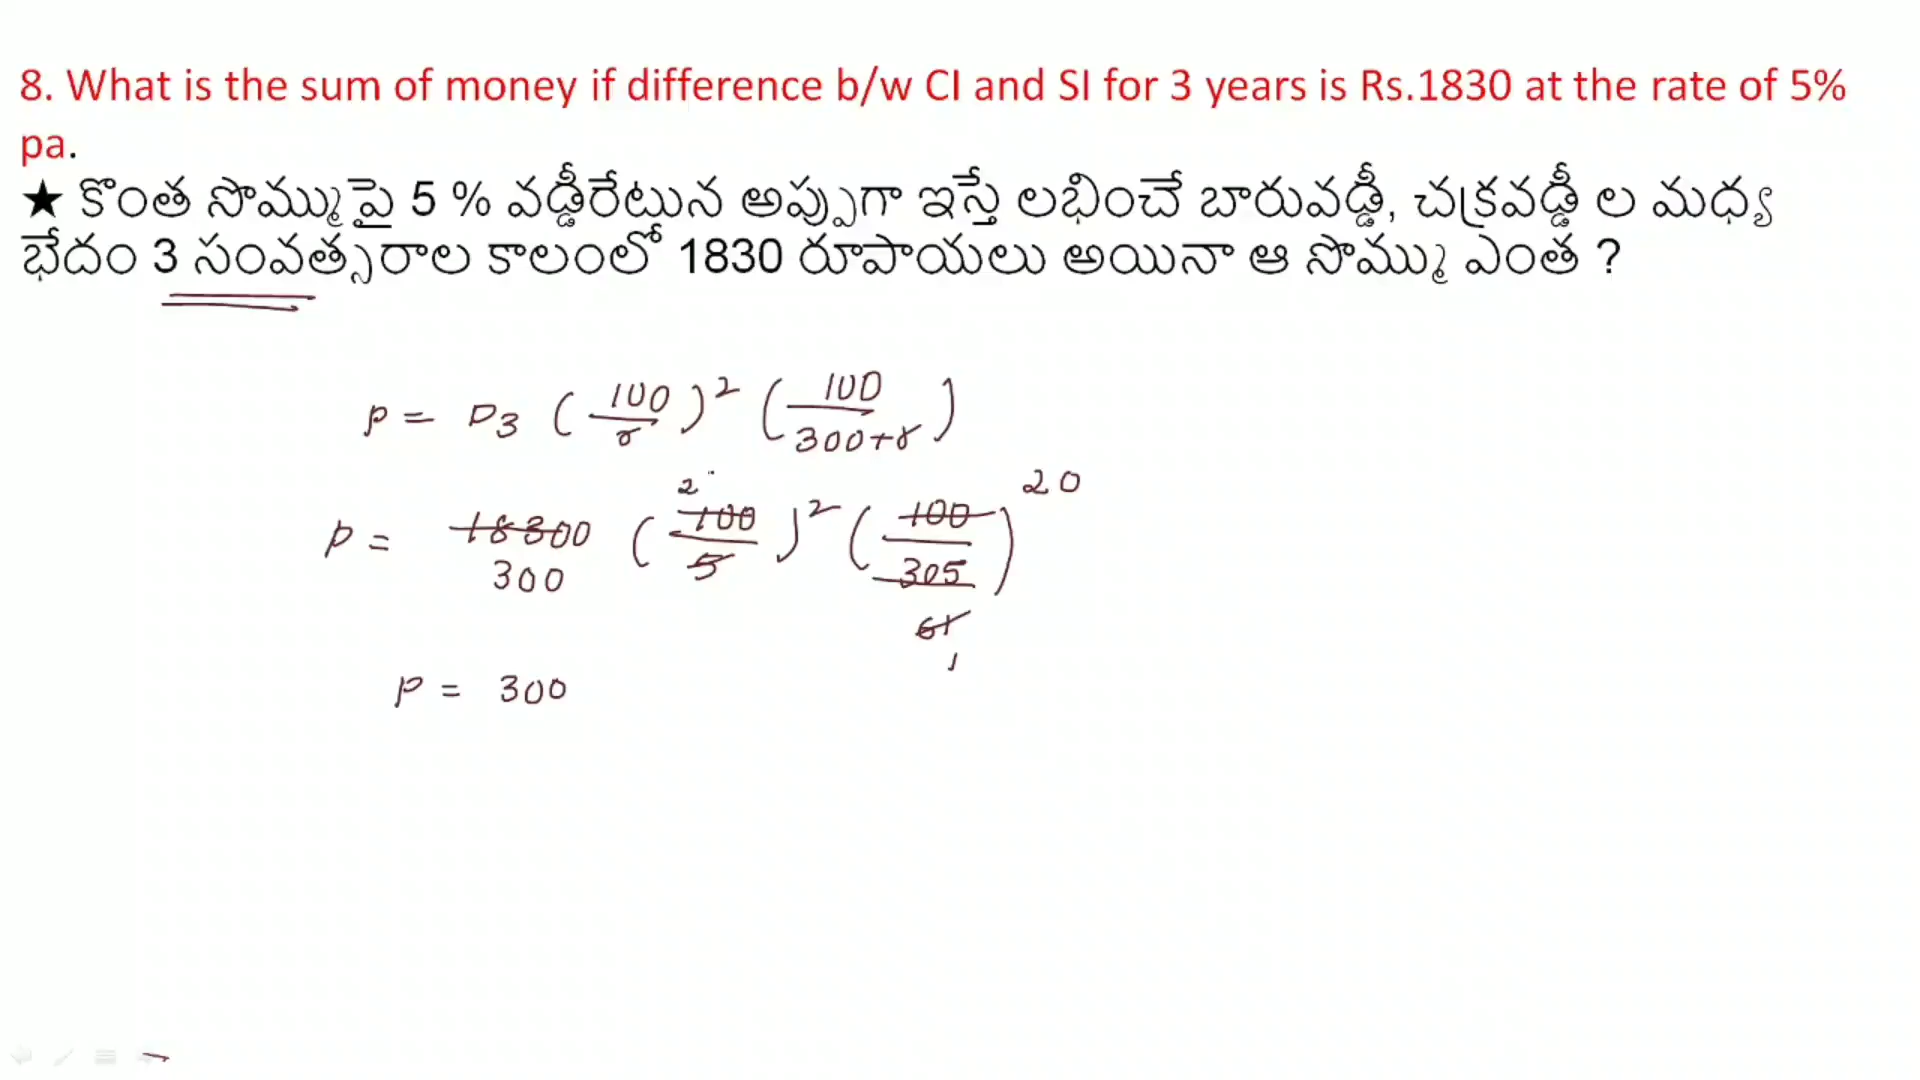 8. What is the sum of money if difference b/w CI and SI for 3 years is Rs.1830 at the rate of 5%
pa.
★ కొంత సొమ్ముపై 5 % వడ్డీరేటున అప్పుగా ఇస్తే లభించే బారువడ్డీ, చక్రవడ్డీ ల మధ్య
భేదం 3 సంవత్సరాల కాలంలో 1830 రూపాయలు అయినా ఆ సొమ్ము ఎంత ?
P = D3 (100/r)² (100/300+r)
2 20
P = 18300 (100/5)² (100/305)
300
61
1
P = 300